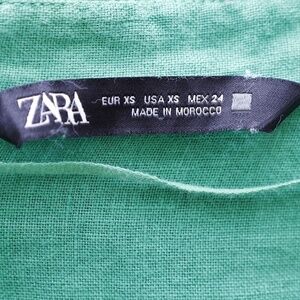 ZARA
EUR XS USA XS MEX 24
MADE IN MOROCCO